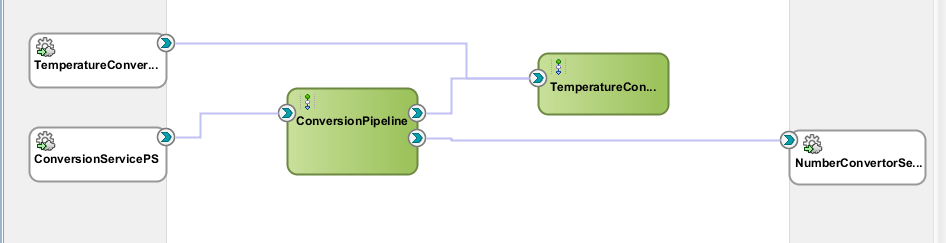 TemperatureConver...
TemperatureCon...
ConversionPipeline
ConversionServicePS
NumberConvertorSe...